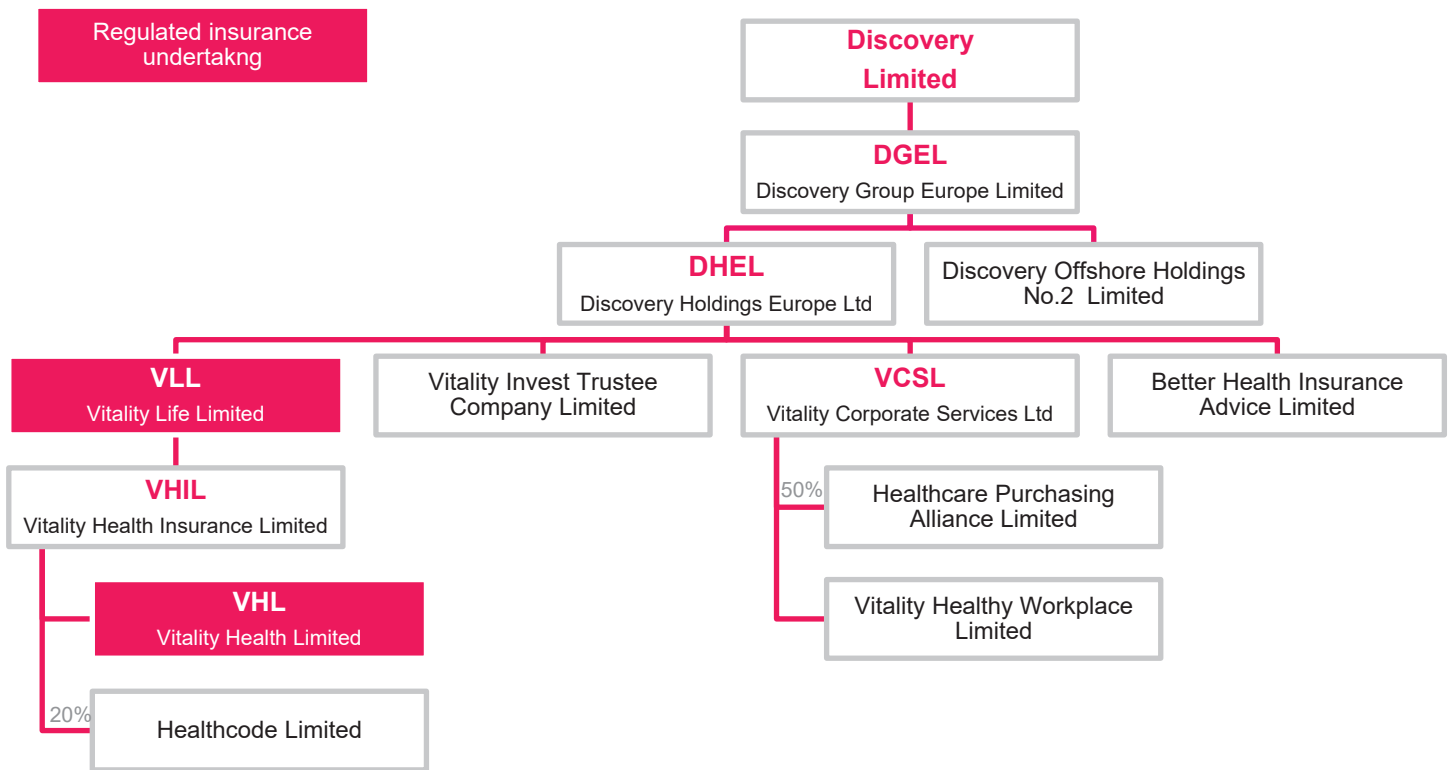 Regulated insurance
undertakng
Discovery
Limited
DGEL
Discovery Group Europe Limited
DHEL
Discovery Holdings Europe Ltd
Discovery Offshore Holdings
No.2 Limited
VLL
Vitality Life Limited
Vitality Invest Trustee
Company Limited
VCSL
Vitality Corporate Services Ltd
Better Health Insurance
Advice Limited
VHIL
Vitality Health Insurance Limited
50%
Healthcare Purchasing
Alliance Limited
VHL
Vitality Health Limited
Vitality Healthy Workplace
Limited
20%
Healthcode Limited